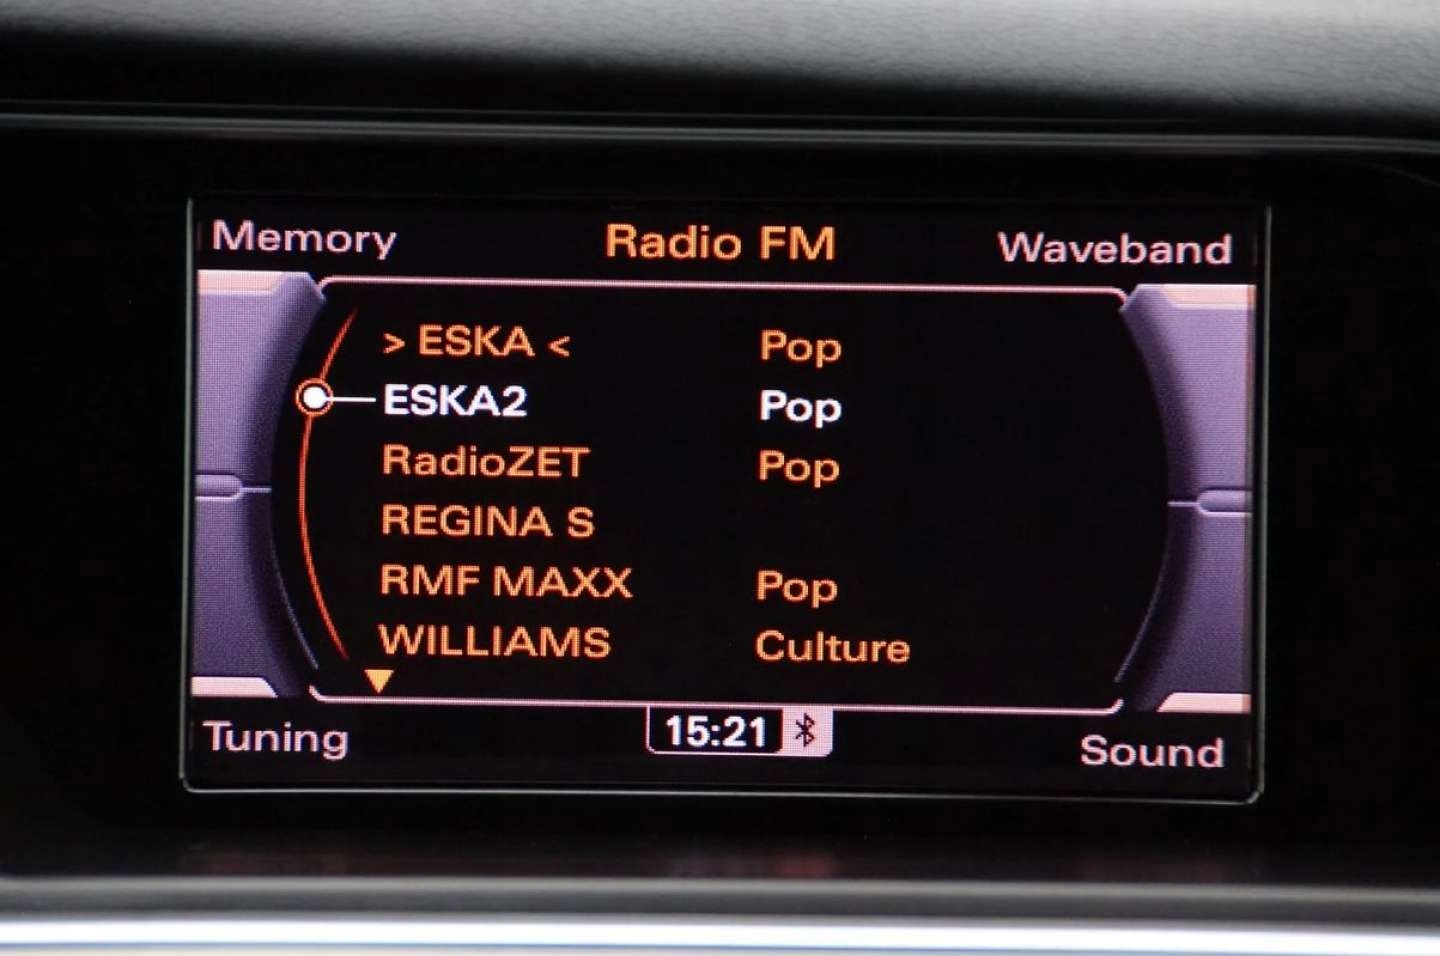 Memory Radio FM Waveband
> ESKA < Pop
ESKA2 Pop
RadioZET Pop
REGINA S
RMF MAXX Pop
WILLIAMS Culture
Tuning 15:21 Sound